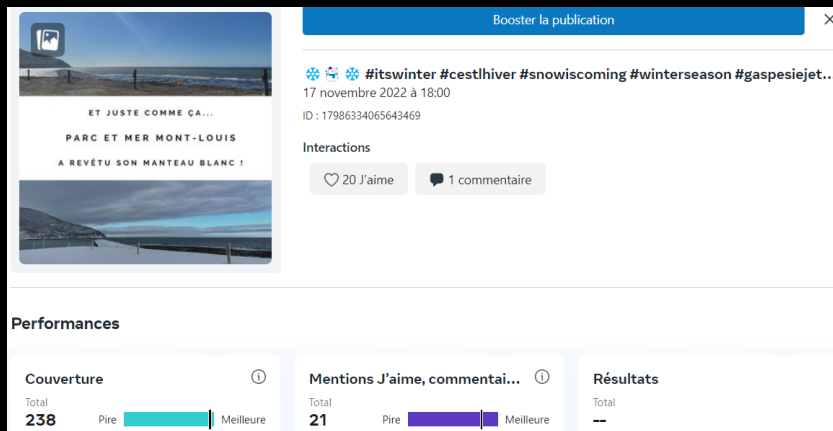 Booster la publication
ET JUSTE COMME ÇA...
PARC ET MER MONT-LOUIS
A REVÊTU SON MANTEAU BLANC !
❄️ ☃️ ❄️ #itswinter #cestlhiver #snowiscoming #winterseason #gaspesiejet...
17 novembre 2022 à 18:00
ID : 17986334065643469
Interactions
20 J'aime
1 commentaire
Performances
Couverture
Total
238
Pire
Meilleure
Mentions J'aime, commentai...
Total
21
Pire
Meilleure
Résultats
Total
--